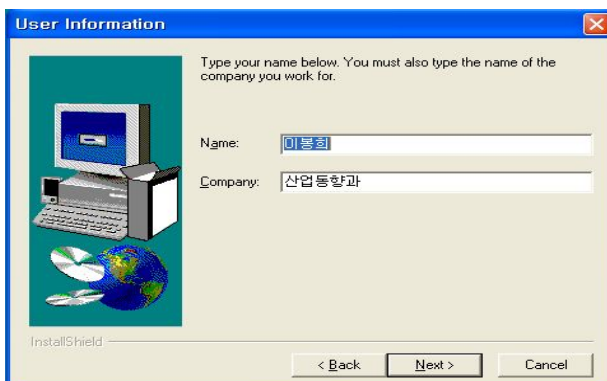 User Information
Type your name below. You must also type the name of the
company you work for.
Name: 이봉희
Company: 산업동향과
InstallShield
< Back Next > Cancel